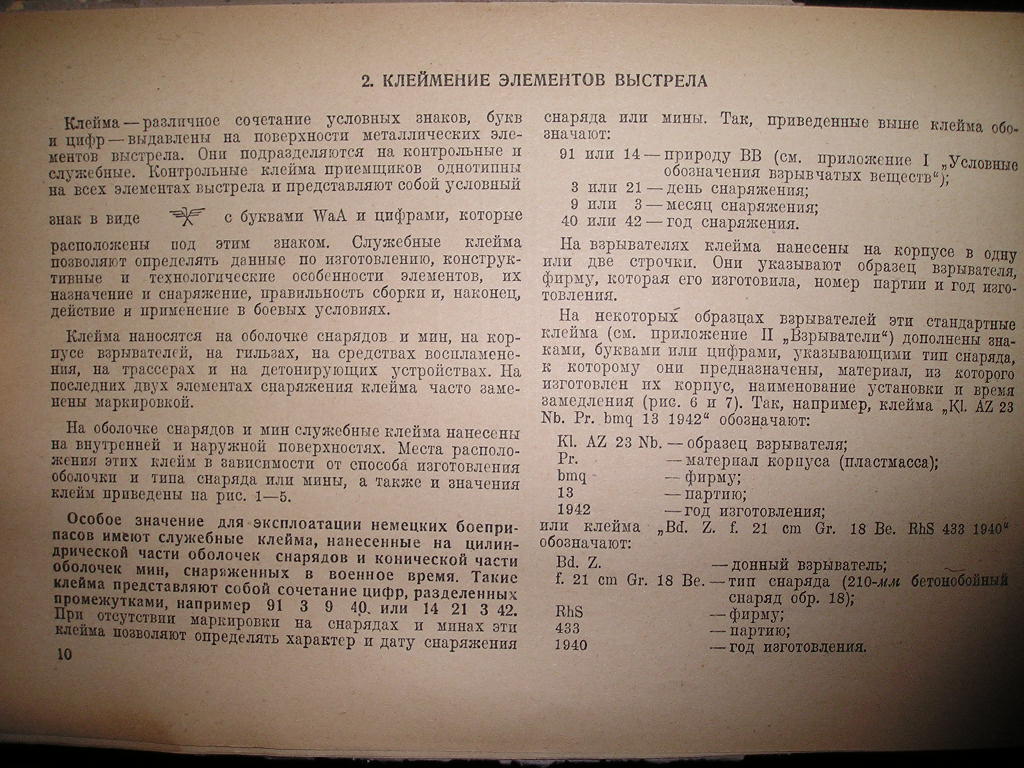 2. КЛЕЙМЕНИЕ ЭЛЕМЕНТОВ ВЫСТРЕЛА
Клейма — различное сочетание условных знаков, букв
и цифр — выдавлены на поверхности металлических эле-
ментов выстрела. Они подразделяются на контрольные и
служебные. Контрольные клейма приемщиков однотипны
на всех элементах выстрела и представляют собой условный
знак в виде с буквами WaA и цифрами, которые
расположены под этим знаком. Служебные клейма
позволяют определять данные по изготовлению, конструк-
тивные и технологические особенности элементов, их
назначение и снаряжение, правильность сборки и, наконец,
действие и применение в боевых условиях.
Клейма наносятся на оболочке снарядов и мин, на кор-
пусе взрывателей, на гильзах, на средствах воспламене-
ния, на трассерах и на детонирующих устройствах. На
последних двух элементах снаряжения клейма часто заме-
нены маркировкой.
На оболочке снарядов и мин служебные клейма нанесены
на внутренней и наружной поверхностях. Места располо-
жения этих клейм в зависимости от способа изготовления
оболочки и типа снаряда или мины, а также и значения
клейм приведены на рис. 1—5.
Особое значение для эксплоатации немецких боепри-
пасов имеют служебные клейма, нанесенные на цилин-
дрической части оболочек снарядов и конической части
оболочек мин, снаряженных в военное время. Такие
клейма представляют собой сочетание цифр, разделенных
промежутками, например 91 3 9 40. или 14 21 3 42.
При отсутствии маркировки на снарядах и минах эти
клейма позволяют определять характер и дату снаряжения
10
снаряда или мины. Так, приведенные выше клейма обо-
значают:
91 или 14 — природу ВВ (см. приложение I „Условные
обозначения взрывчатых веществ“);
3 или 21 — день снаряжения;
9 или 3 — месяц снаряжения;
40 или 42 — год снаряжения.
На взрывателях клейма нанесены на корпусе в одну
или две строчки. Они указывают образец взрывателя,
фирму, которая его изготовила, номер партии и год изго-
товления.
На некоторых образцах взрывателей эти стандартные
клейма (см. приложение II „Взрыватели“) дополнены зна-
ками, буквами или цифрами, указывающими тип снаряда,
к которому они предназначены, материал, из которого
изготовлен их корпус, наименование установки и время
замедления (рис. 6 и 7). Так, например, клейма „Kl. AZ 23
Nb. Pr. bmq 13 1942“ обозначают:
Kl. AZ 23 Nb. — образец взрывателя;
Pr. — материал корпуса (пластмасса);
bmq — фирму;
13 — партию;
1942 — год изготовления;
или клейма „Bd. Z. f. 21 cm Gr. 18 Be. RhS 433 1940“
обозначают:
Bd. Z. — донный взрыватель;
f. 21 cm Gr. 18 Be. — тип снаряда (210-мм бетонобойный
снаряд обр. 18);
RhS — фирму;
433 — партию;
1940 — год изготовления.